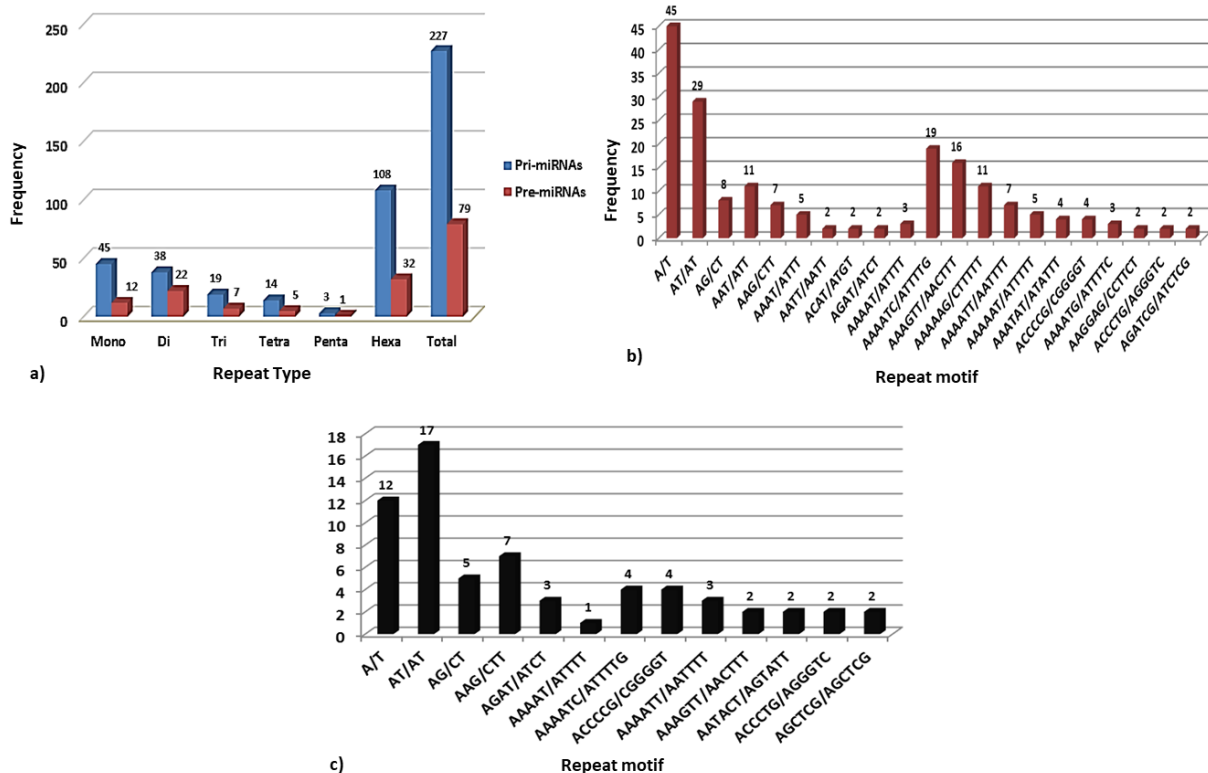 250
200
150
100
50
0
Frequency
45
12
38
22
19
7
14
5
3
1
108
32
227
79
Mono Di Tri Tetra Penta Hexa Total
Repeat Type
a)
Pri-miRNAs
Pre-miRNAs
45
40
35
30
25
20
15
10
5
0
Frequency
45
29
8
11
7
5
2
2
2
3
19
16
11
7
5
4
4
3
2
2
2
A/T
AT/AT
AG/CT
AAT/ATT
AAG/CTT
AAAT/ATTT
AATT/AATT
ACAT/ATGT
AGAT/ATCT
AAAAT/ATTTT
AAAATC/ATTTTG
AAAGTT/AACTTT
AAAAAG/CTTTTT
AAAATT/AATTTT
AAAAAT/ATTTTT
AAATAT/ATATTT
ACCCCG/CGGGGT
AAAATG/ATTTTC
AAGGAG/CCTTCT
ACCCTG/AGGGTC
AGATCG/ATCTCG
Repeat motif
b)
18
16
14
12
10
8
6
4
2
0
Frequency
12
17
5
7
3
1
4
4
3
2
2
2
2
A/T
AT/AT
AG/CT
AAG/CTT
AGAT/ATCT
AAAAT/ATTTT
AAAATC/ATTTTG
ACCCCG/CGGGGT
AAAATT/AATTTT
AAAGTT/AACTTT
AATACT/AGTATT
ACCCTG/AGGGTC
AGCTCG/AGCTCG
c)
Repeat motif